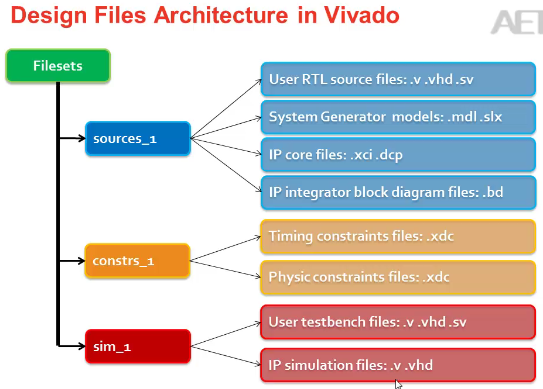 Design Files Architecture in Vivado
AET
Filesets
sources_1
User RTL source files: .v .vhd .sv
System Generator models: .mdl .slx
IP core files: .xci .dcp
IP integrator block diagram files: .bd
constrs_1
Timing constraints files: .xdc
Physic constraints files: .xdc
sim_1
User testbench files: .v .vhd .sv
IP simulation files: .v .vhd